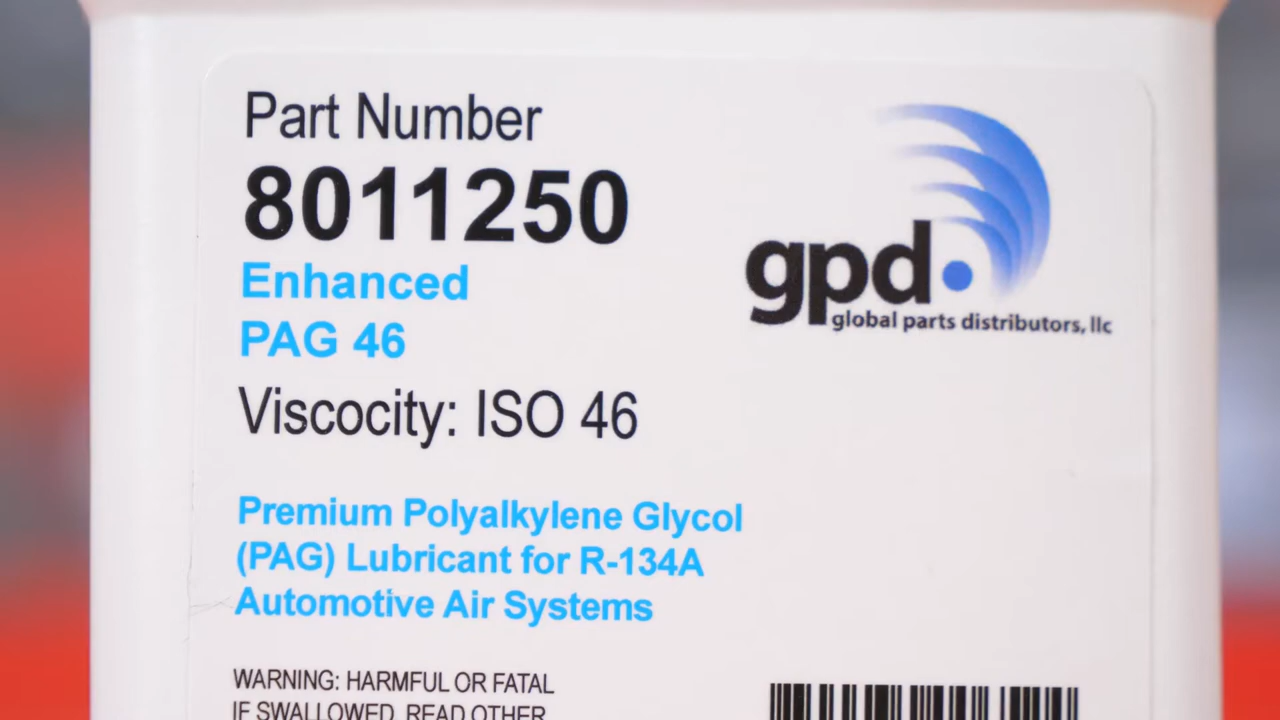 Part Number
8011250
Enhanced
PAG 46
Viscocity: ISO 46
gpd
global parts distributors, llc
Premium Polyalkylene Glycol
(PAG) Lubricant for R-134A
Automotive Air Systems
WARNING: HARMFUL OR FATAL
IF SWALLOWED. READ OTHER